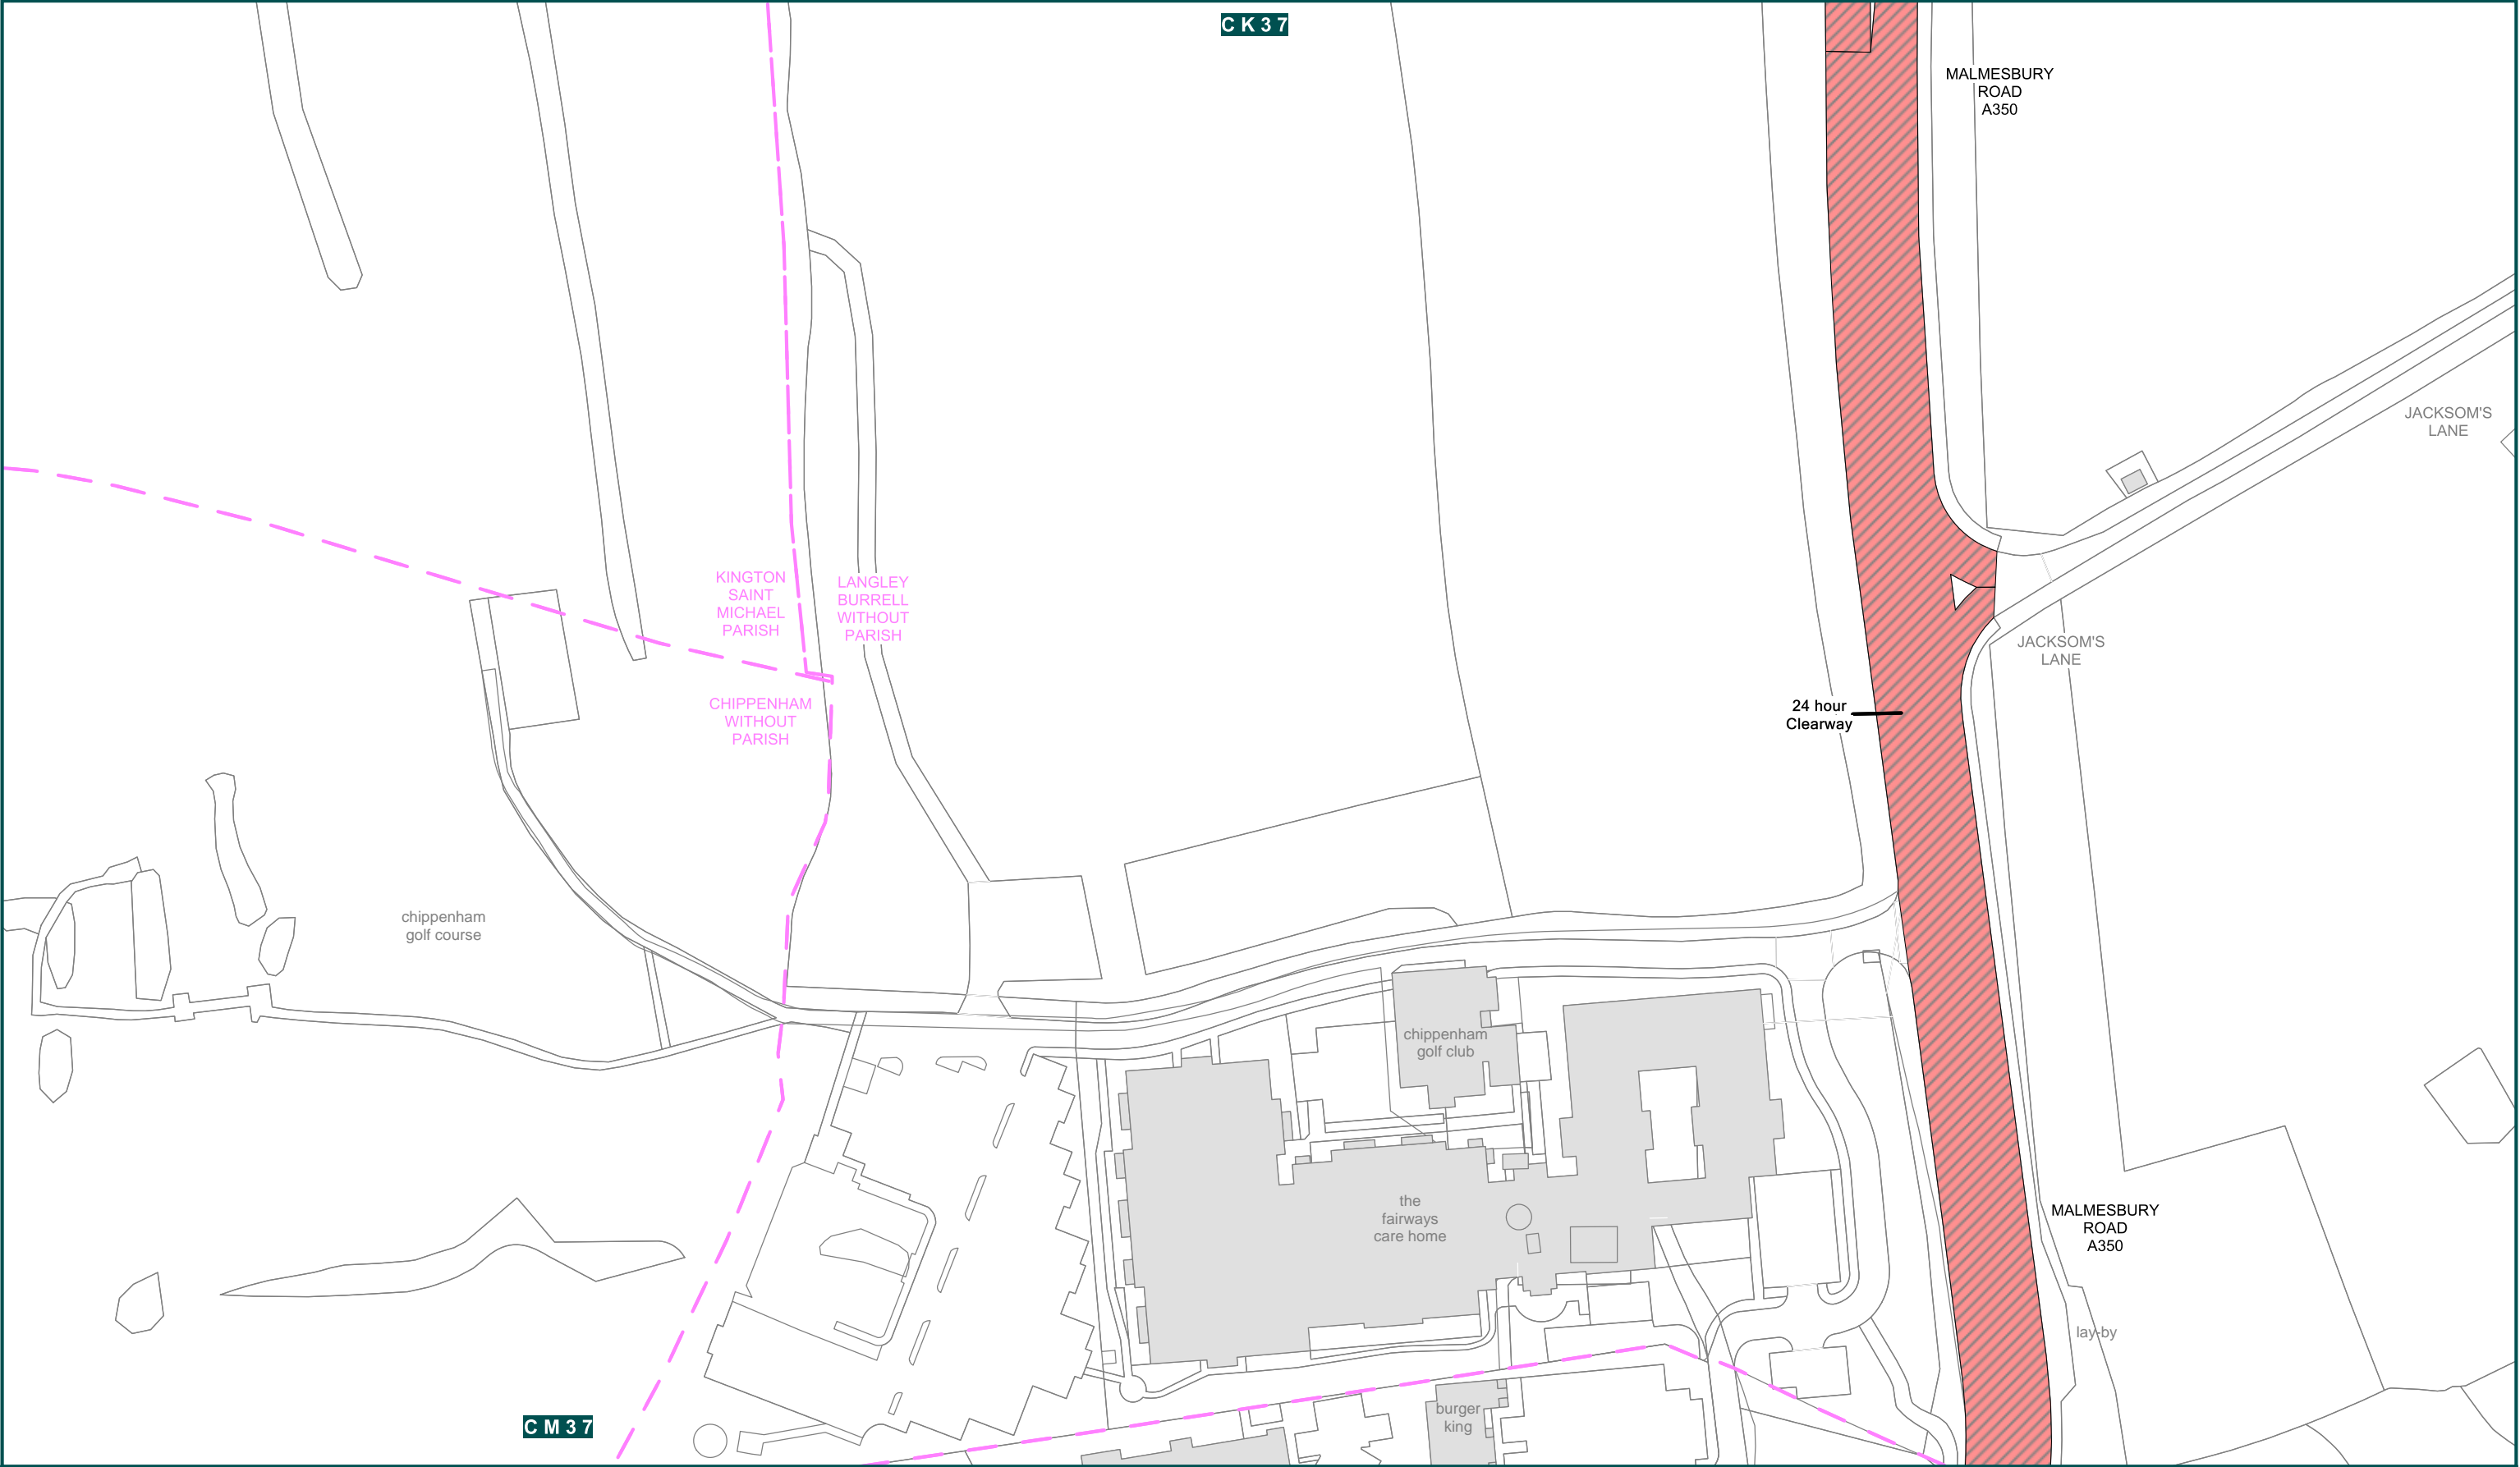 CK37
MALMESBURY
ROAD
A350
JACKSOM'S
LANE
KINGTON
SAINT
MICHAEL
PARISH
LANGLEY
BURRELL
WITHOUT
PARISH
JACKSOM'S
LANE
CHIPPENHAM
WITHOUT
PARISH
24 hour
Clearway
chippenham
golf course
chippenham
golf club
the
fairways
care home
MALMESBURY
ROAD
A350
lay-by
burger
king
CM37